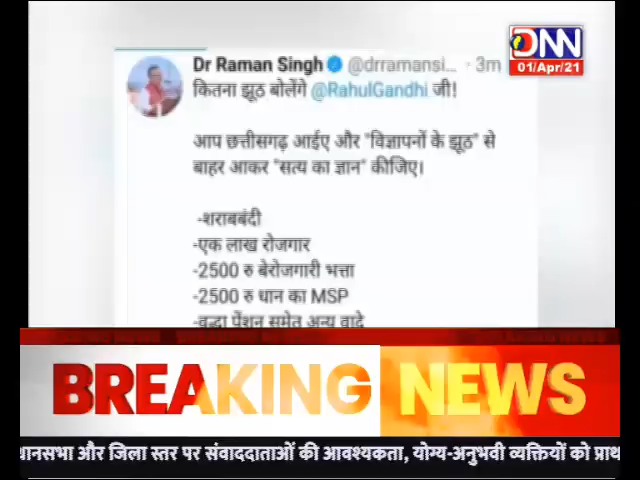 DNN
01/Apr/21
Dr Raman Singh @drramansi... · 3m
कितना झूठ बोलेंगे @RahulGandhi जी!
आप छत्तीसगढ़ आईए और "विज्ञापनों के झूठ" से
बाहर आकर "सत्य का ज्ञान" कीजिए।
-शराबबंदी
-एक लाख रोजगार
-2500 रु बेरोजगारी भत्ता
-2500 रु धान का MSP
-वृद्धा पेंशन समेत अन्य वादे
BREAKING NEWS
धानसभा और जिला स्तर पर संवाददाताओं की आवश्यकता, योग्य-अनुभवी व्यक्तियों को प्राथ